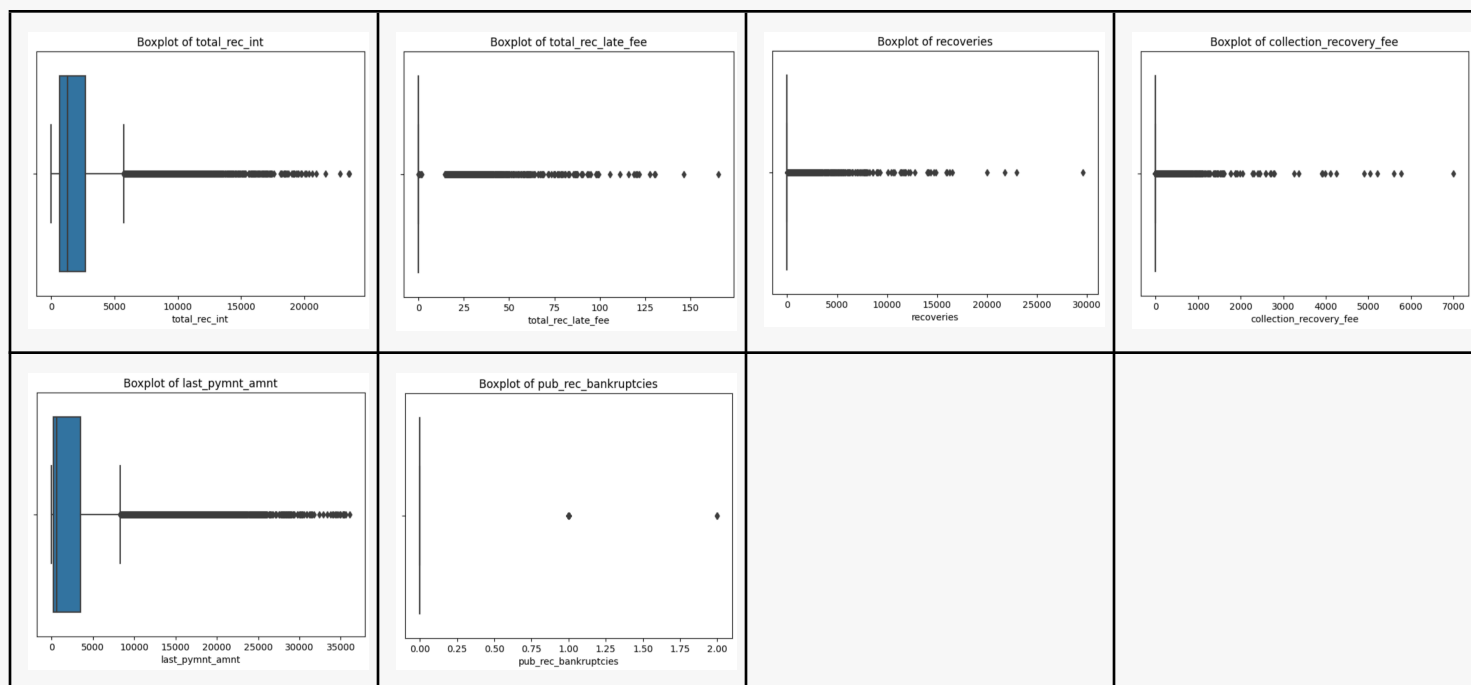 Boxplot of total_rec_int
0 5000 10000 15000 20000
total_rec_int
Boxplot of total_rec_late_fee
0 25 50 75 100 125 150
total_rec_late_fee
Boxplot of recoveries
0 5000 10000 15000 20000 25000 30000
recoveries
Boxplot of collection_recovery_fee
0 1000 2000 3000 4000 5000 6000 7000
collection_recovery_fee
Boxplot of last_pymnt_amnt
0 5000 10000 15000 20000 25000 30000 35000
last_pymnt_amnt
Boxplot of pub_rec_bankruptcies
0.00 0.25 0.50 0.75 1.00 1.25 1.50 1.75 2.00
pub_rec_bankruptcies